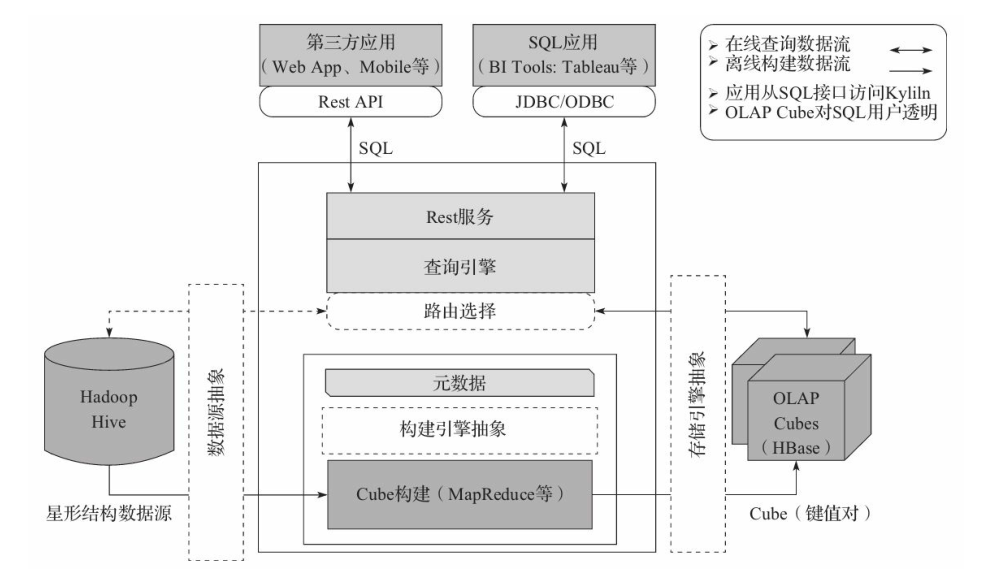 第三方应用
（Web App、Mobile等）
Rest API
SQL应用
（BI Tools: Tableau等）
JDBC/ODBC
➢ 在线查询数据流
➢ 离线构建数据流
➢ 应用从SQL接口访问Kyliln
➢ OLAP Cube对SQL用户透明
SQL
SQL
Rest服务
查询引擎
路由选择
Hadoop
Hive
星形结构数据源
数据源抽象
元数据
构建引擎抽象
Cube构建（MapReduce等）
存储引擎抽象
OLAP
Cubes
（HBase）
Cube（键值对）